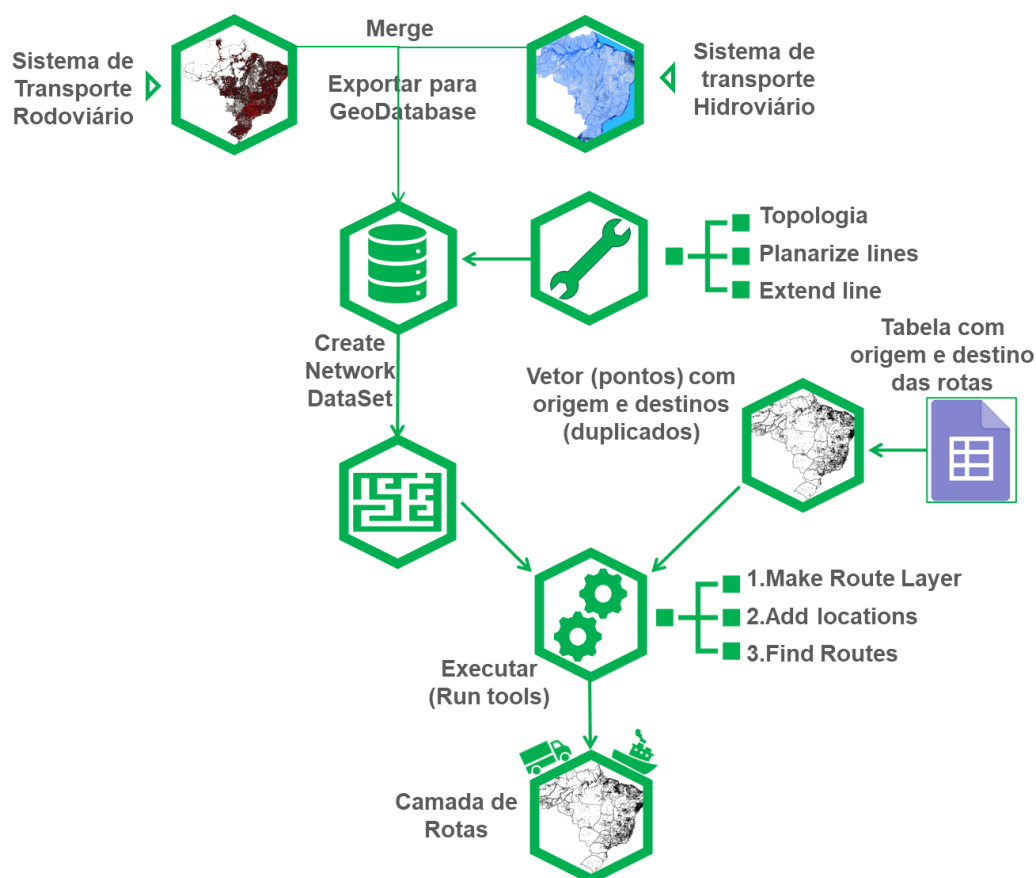 Sistema de
Transporte
Rodoviário
Merge
Exportar para
GeoDatabase
Sistema de
transporte
Hidroviário
Topologia
Planarize lines
Extend line
Create
Network
DataSet
Vetor (pontos) com
origem e destinos
(duplicados)
Tabela com
origem e destino
das rotas
1.Make Route Layer
2.Add locations
3.Find Routes
Executar
(Run tools)
Camada de
Rotas